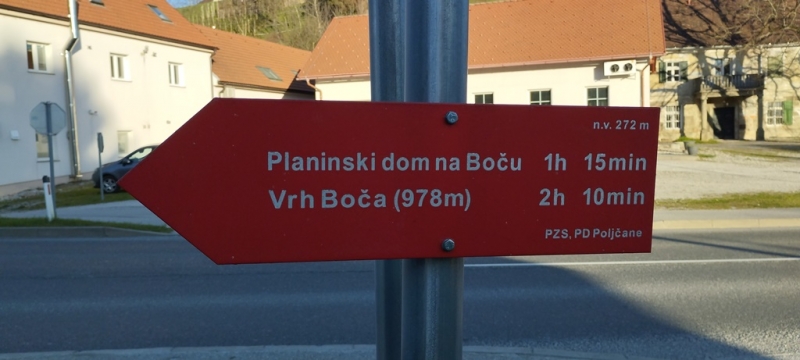 n.v. 272 m
Planinski dom na Boču 1h 15min
Vrh Boča (978m) 2h 10min
PZS, PD Poljčane